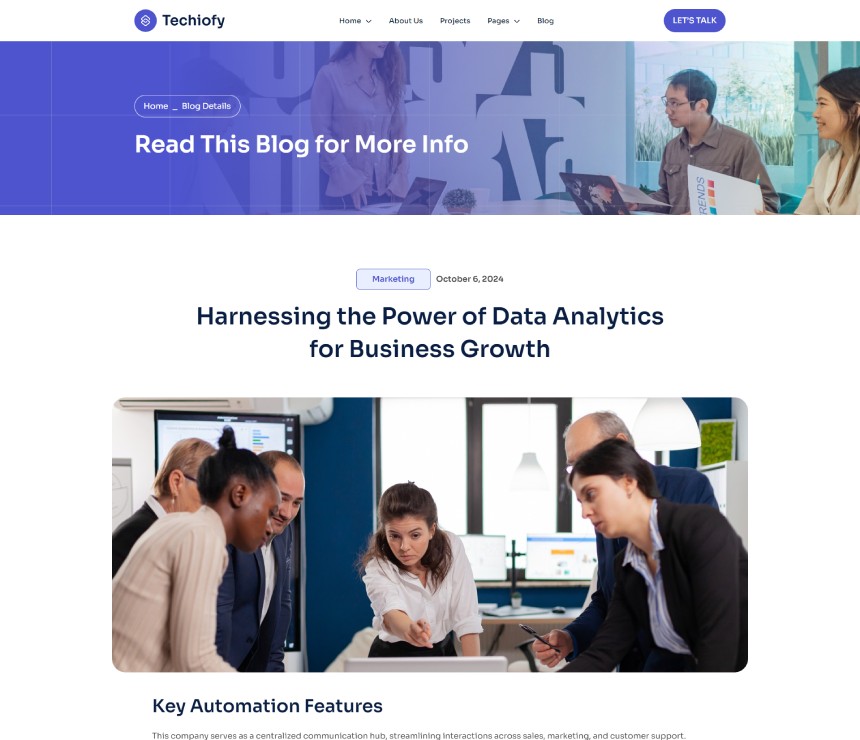 Techiofy
Home
About Us
Projects
Pages
Blog
LET'S TALK
Home _ Blog Details
Read This Blog for More Info
TRENDS
Marketing
October 6, 2024
Harnessing the Power of Data Analytics
for Business Growth
Key Automation Features
This company serves as a centralized communication hub, streamlining interactions across sales, marketing, and customer support.